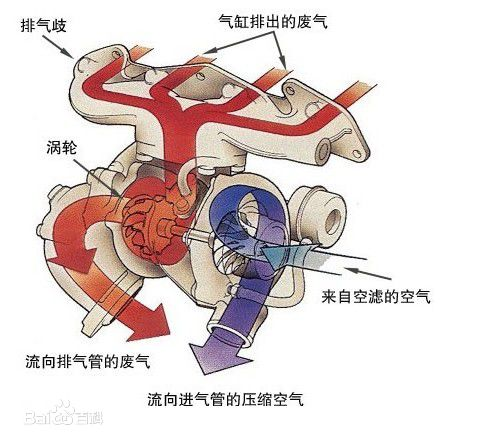 排气歧
气缸排出的废气
涡轮
来自空滤的空气
流向排气管的废气
流向进气管的压缩空气
Bai百科